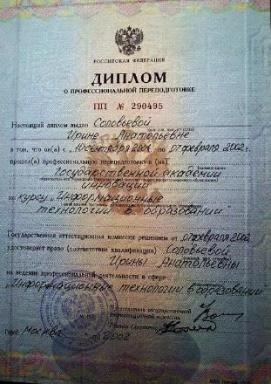 РОССИЙСКАЯ ФЕДЕРАЦИЯ
ДИПЛОМ
О ПРОФЕССИОНАЛЬНОЙ ПЕРЕПОДГОТОВКЕ
ПП № 290495
Настоящий диплом выдан Соловьевой
Ирине Анатольевне
в том, что он(а) с 10 сентября по 07 февраля 2002 г.
прошел(а) профессиональную переподготовку в (на)
Государственной академии
инноваций
по курсу „Информационные
технологии в образовании"
Государственная аттестационная комиссия решением от 07 февраля 2002
удостоверяет право (соответствие квалификации) Соловьевой
Ирины Анатольевны
на ведение профессиональной деятельности в сфере
„Информационные технологии в образовании"
Город Москва 2002